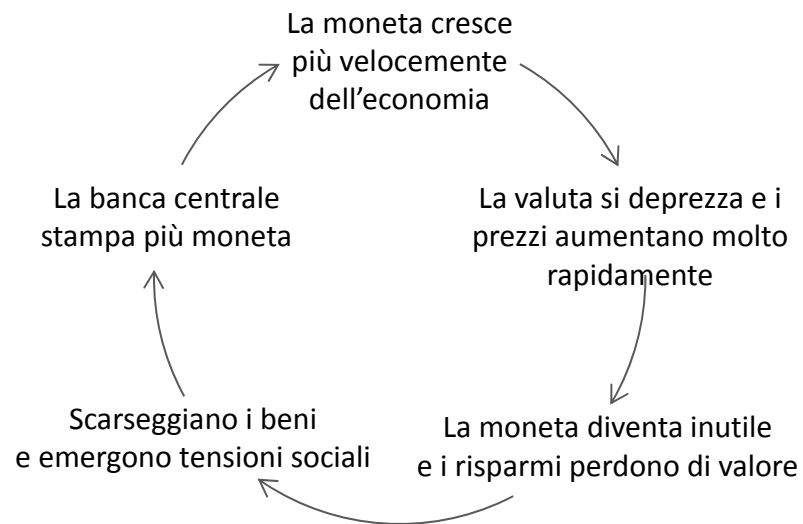 La moneta cresce
più velocemente
dell’economia
La valuta si deprezza e i
prezzi aumentano molto
rapidamente
La moneta diventa inutile
e i risparmi perdono di valore
Scarseggiano i beni
e emergono tensioni sociali
La banca centrale
stampa più moneta